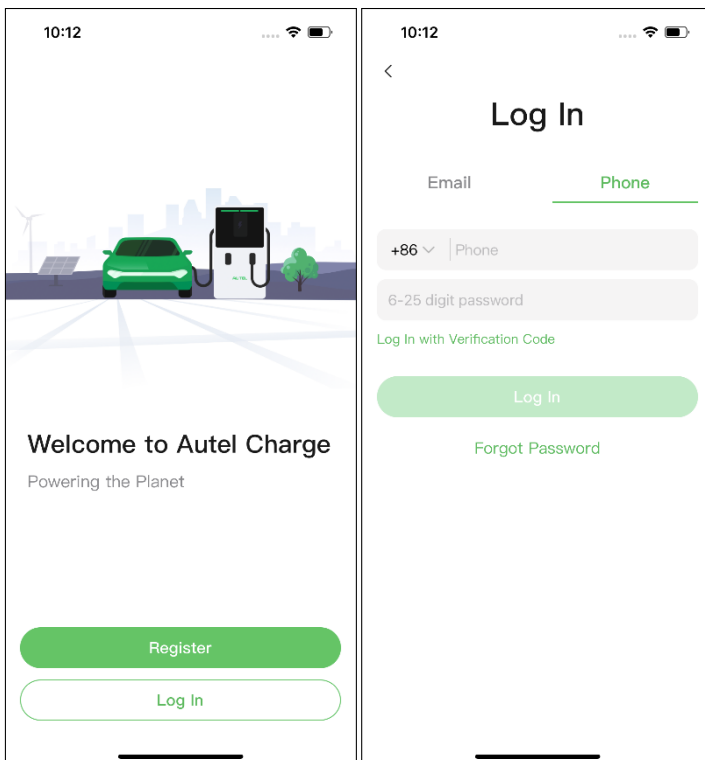 10:12
AUTEL
Welcome to Autel Charge
Powering the Planet
Register
Log In
10:12
Log In
Email
Phone
+86
Phone
6-25 digit password
Log In with Verification Code
Log In
Forgot Password